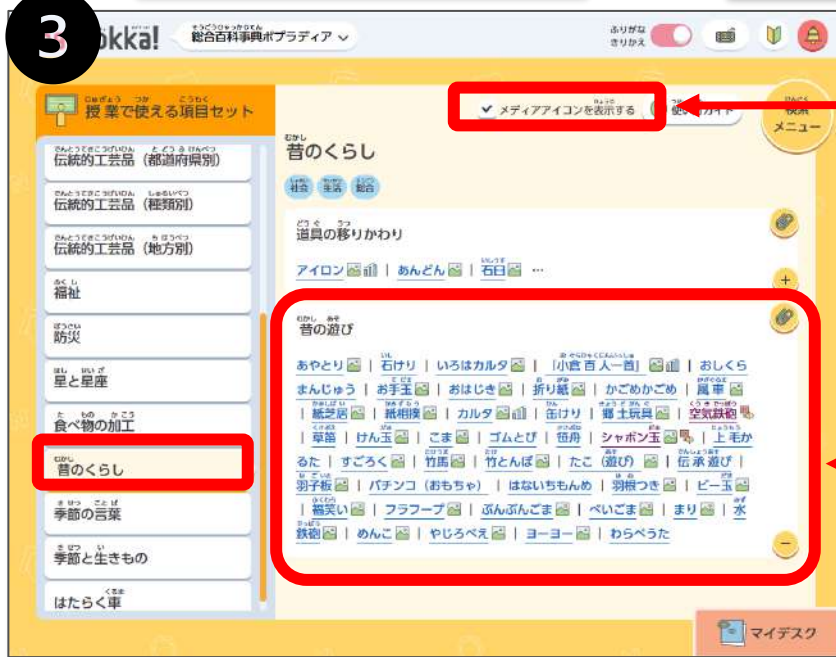 3
ökka!
総合百科事典ポプラディア
ふりがな
きりかえ
授業で使える項目セット
メディアアイコンを表示する
メニュー
伝統的工芸品（都道府県別）
伝統的工芸品（種類別）
伝統的工芸品（地方別）
福祉
防災
星と星座
食べ物の加工
昔のくらし
季節の言葉
季節と生きもの
はたらく車
昔のくらし
社会 生活 総合
道具の移りかわり
アイロン | あんどん | 石臼 …
昔の遊び
あやとり | 石けり | いろはカルタ | 「小倉百人一首」 | おしくら
まんじゅう | お手玉 | おはじき | 折り紙 | かごめかごめ | 風車
| 紙芝居 | 紙相撲 | カルタ | 缶けり | 郷土玩具 | 空気鉄砲
| 草笛 | けん玉 | こま | ゴムとび | 笹舟 | シャボン玉 | 上毛か
るた | すごろく | 竹馬 | 竹とんぼ | たこ（遊び） | 伝承遊び |
羽子板 | パチンコ（おもちゃ） | はないちもんめ | 羽根つき | ビー玉
| 福笑い | フラフープ | ぶんぶんごま | べいごま | まり | 水
鉄砲 | めんこ | やじろべえ | ヨーヨー | わらべうた
マイデスク